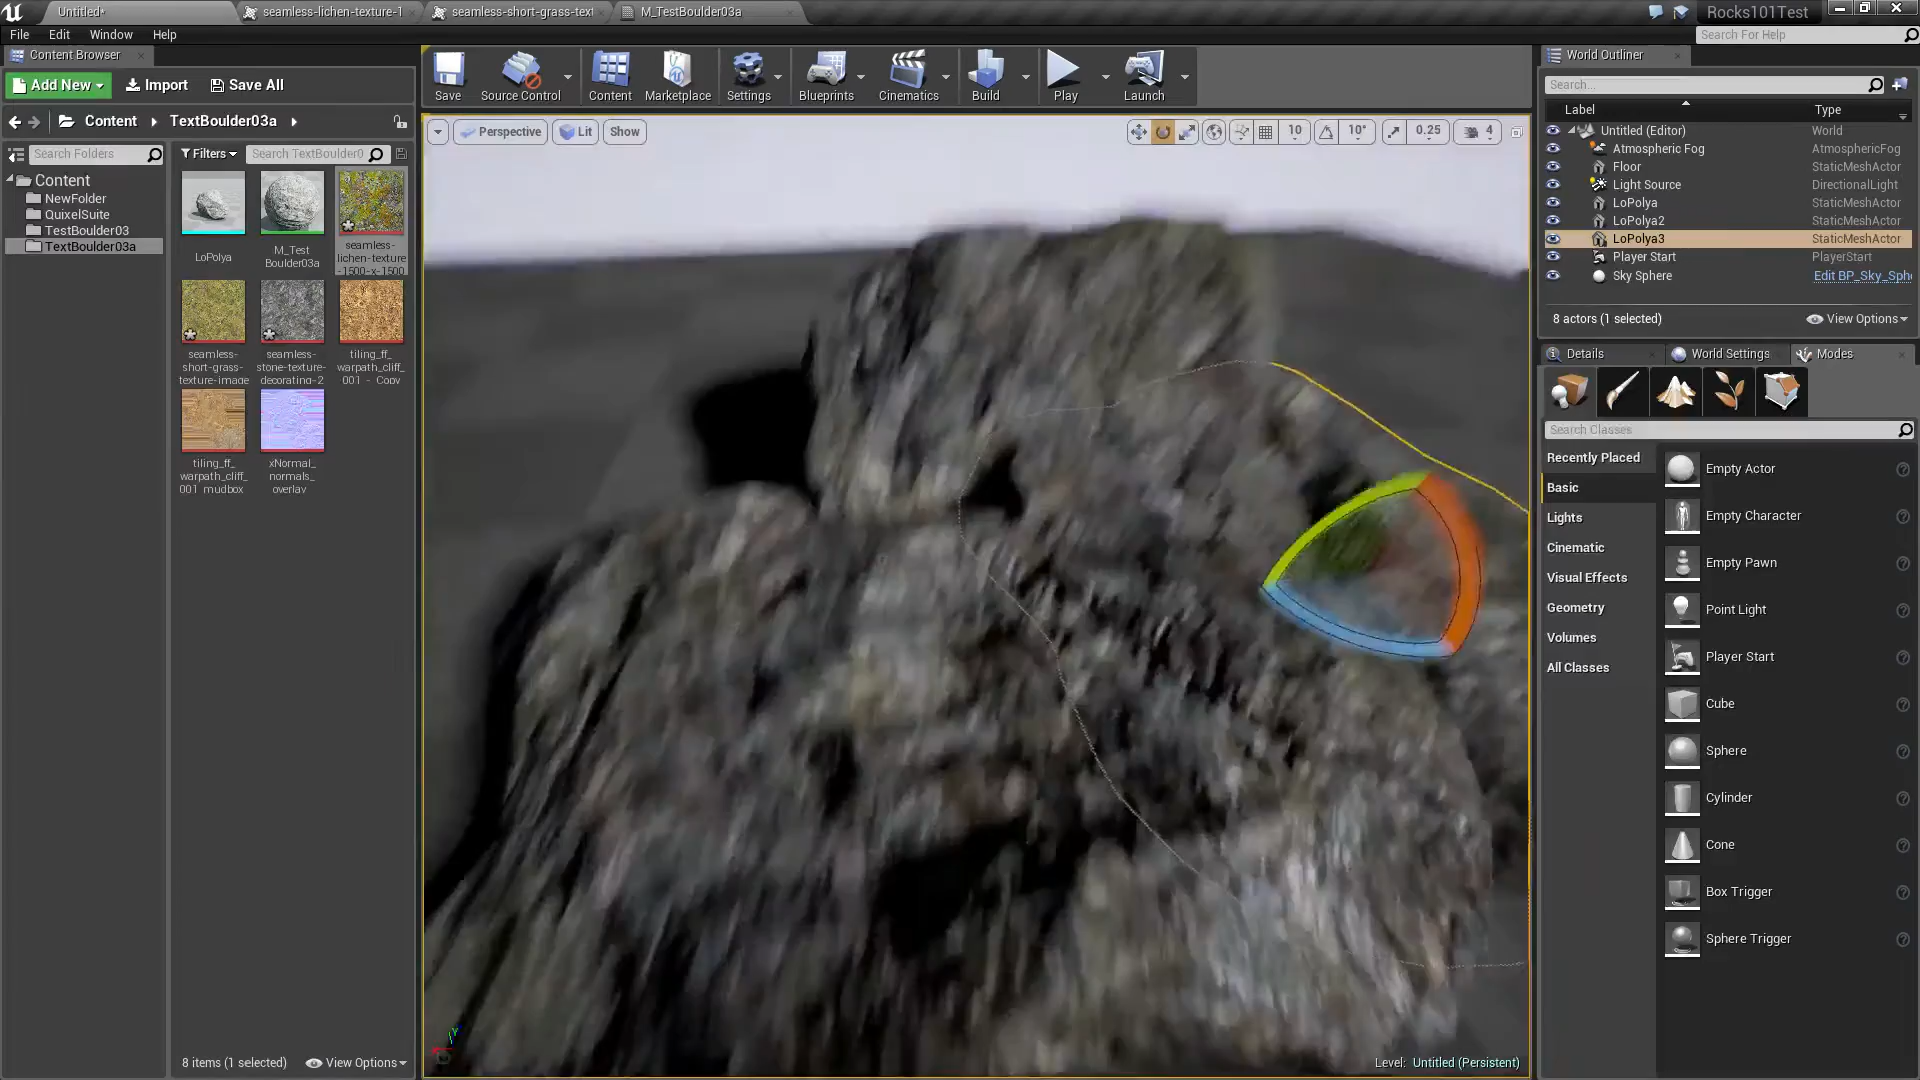 Untitled*
seamless-lichen-texture-1
seamless-short-grass-text
M_TestBoulder03a
Rocks101Test
File
Edit
Window
Help
Search For Help
Content Browser
Add New
Import
Save All
Save
Source Control
Content
Marketplace
Settings
Blueprints
Cinematics
Build
Play
Launch
World Outliner
Search...
Label
Type
Content
TextBoulder03a
Search Folders
Filters
Search TextBoulder0
Perspective
Lit
Show
10
10°
0.25
4
Untitled (Editor)
World
Atmospheric Fog
AtmosphericFog
Floor
StaticMeshActor
Light Source
DirectionalLight
LoPolya
StaticMeshActor
LoPolya2
StaticMeshActor
LoPolya3
StaticMeshActor
Player Start
PlayerStart
Sky Sphere
Edit BP_Sky_Sphe
8 actors (1 selected)
View Options
Content
NewFolder
QuixelSuite
TestBoulder03
TextBoulder03a
LoPolya
M_Test
Boulder03a
seamless-
lichen-texture
-1500-x-1500
seamless-
short-grass-
texture-image
seamless-
stone-texture-
decorating-2
tiling_ff_
warpath_cliff_
001_-_Copy
tiling_ff_
warpath_cliff_
001_mudbox
xNormal_
normals_
overlay
Details
World Settings
Modes
Search Classes
Recently Placed
Basic
Lights
Cinematic
Visual Effects
Geometry
Volumes
All Classes
Empty Actor
Empty Character
Empty Pawn
Point Light
Player Start
Cube
Sphere
Cylinder
Cone
Box Trigger
Sphere Trigger
8 items (1 selected)
View Options
Level: Untitled (Persistent)